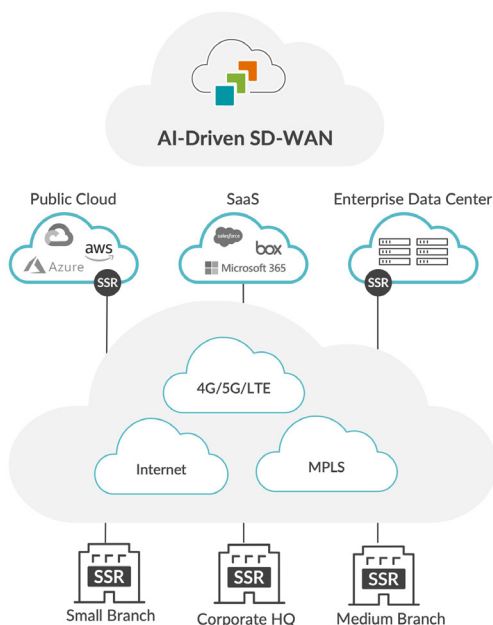 AI-Driven SD-WAN
Public Cloud
SaaS
Enterprise Data Center
salesforce
aws
box
Azure
Microsoft 365
SSR
SSR
4G/5G/LTE
Internet
MPLS
SSR
SSR
SSR
Small Branch
Corporate HQ
Medium Branch